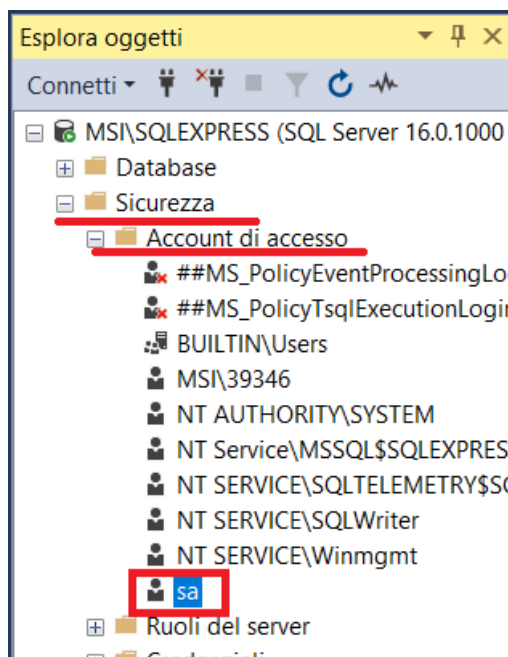 Esplora oggetti
Connetti
MSI\SQLEXPRESS (SQL Server 16.0.1000
Database
Sicurezza
Account di accesso
##MS_PolicyEventProcessingLo
##MS_PolicyTsqlExecutionLogin
BUILTIN\Users
MSI\39346
NT AUTHORITY\SYSTEM
NT Service\MSSQL$SQLEXPRES
NT SERVICE\SQLTELEMETRY$SQ
NT SERVICE\SQLWriter
NT SERVICE\Winmgmt
sa
Ruoli del server
Credenziali